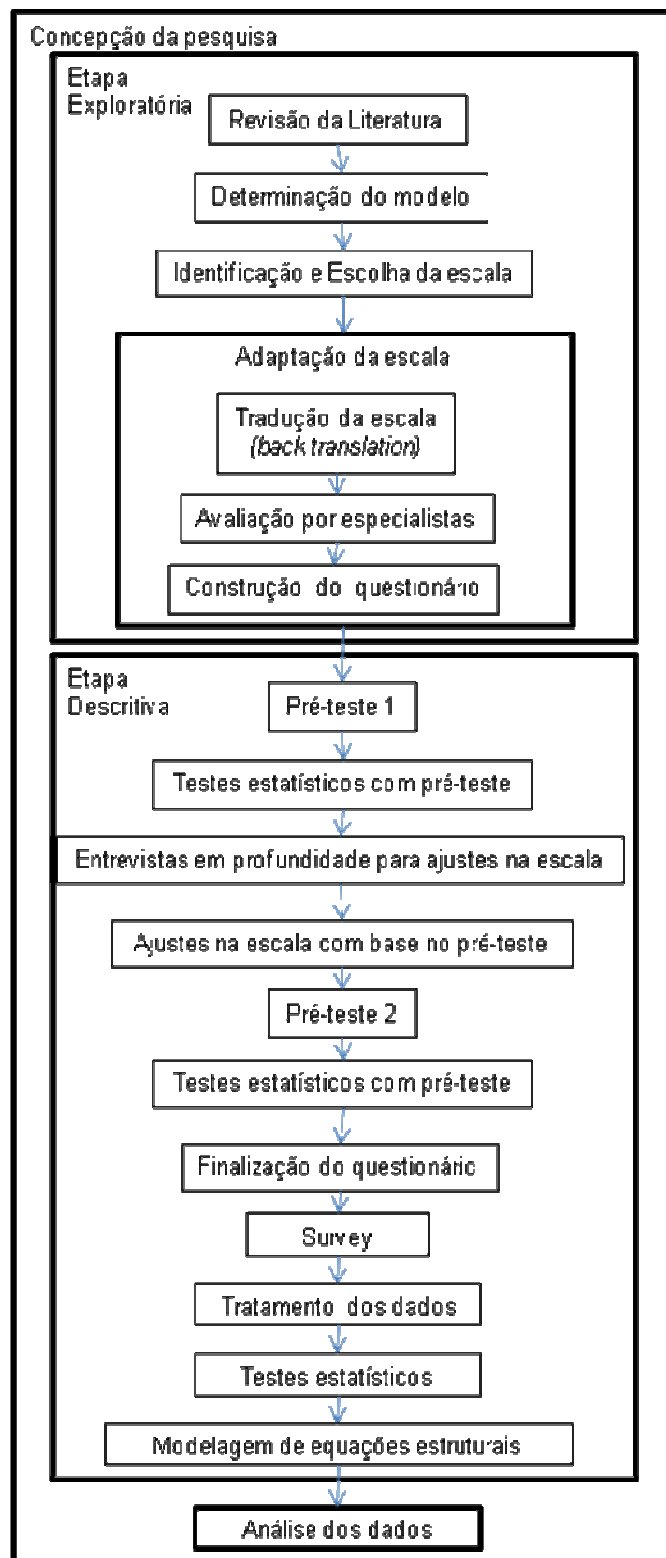 Concepção da pesquisa
Etapa
Exploratória
Revisão da Literatura
Determinação do modelo
Identificação e Escolha da escala
Adaptação da escala
Tradução da escala
(back translation)
Avaliação por especialistas
Construção do questionário
Etapa
Descritiva
Pré-teste 1
Testes estatísticos com pré-teste
Entrevistas em profundidade para ajustes na escala
Ajustes na escala com base no pré-teste
Pré-teste 2
Testes estatísticos com pré-teste
Finalização do questionário
Survey
Tratamento dos dados
Testes estatísticos
Modelagem de equações estruturais
Análise dos dados